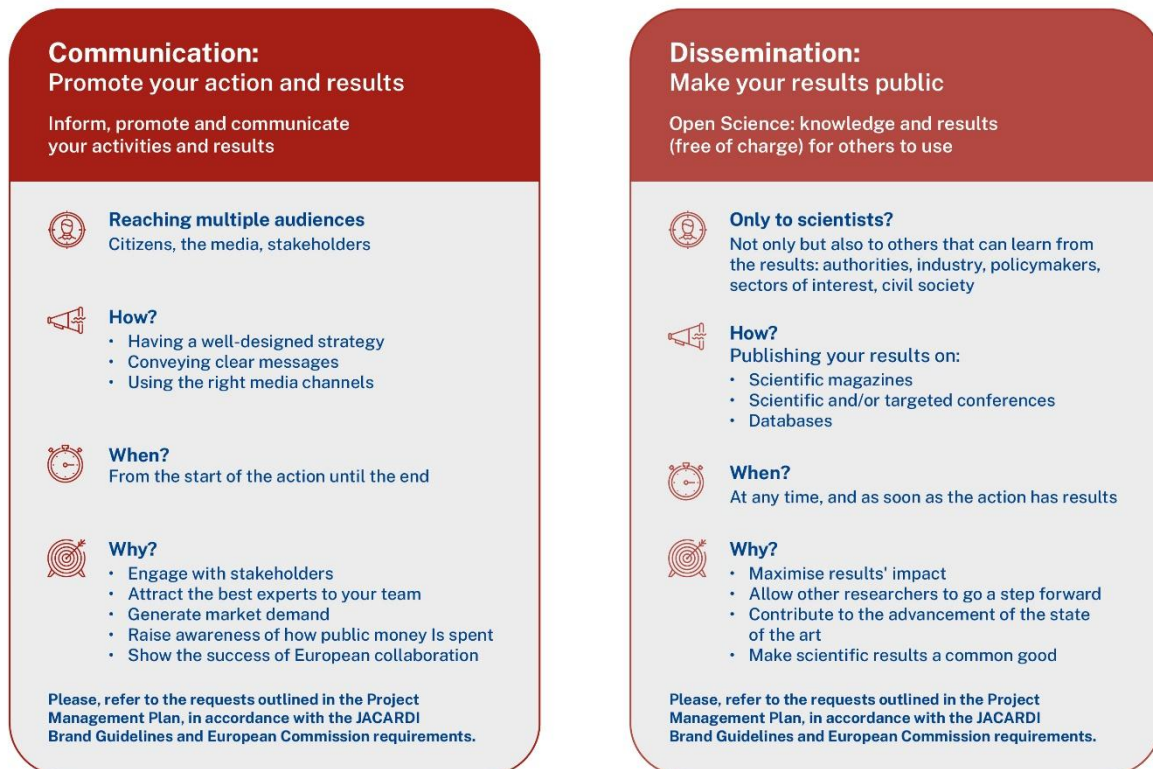 Communication:
Promote your action and results
Inform, promote and communicate
your activities and results
Reaching multiple audiences
Citizens, the media, stakeholders
How?
• Having a well-designed strategy
• Conveying clear messages
• Using the right media channels
When?
From the start of the action until the end
Why?
• Engage with stakeholders
• Attract the best experts to your team
• Generate market demand
• Raise awareness of how public money Is spent
• Show the success of European collaboration
Please, refer to the requests outlined in the Project
Management Plan, in accordance with the JACARDI
Brand Guidelines and European Commission requirements.
Dissemination:
Make your results public
Open Science: knowledge and results
(free of charge) for others to use
Only to scientists?
Not only but also to others that can learn from
the results: authorities, industry, policymakers,
sectors of interest, civil society
How?
Publishing your results on:
• Scientific magazines
• Scientific and/or targeted conferences
• Databases
When?
At any time, and as soon as the action has results
Why?
• Maximise results' impact
• Allow other researchers to go a step forward
• Contribute to the advancement of the state
of the art
• Make scientific results a common good
Please, refer to the requests outlined in the Project
Management Plan, in accordance with the JACARDI
Brand Guidelines and European Commission requirements.